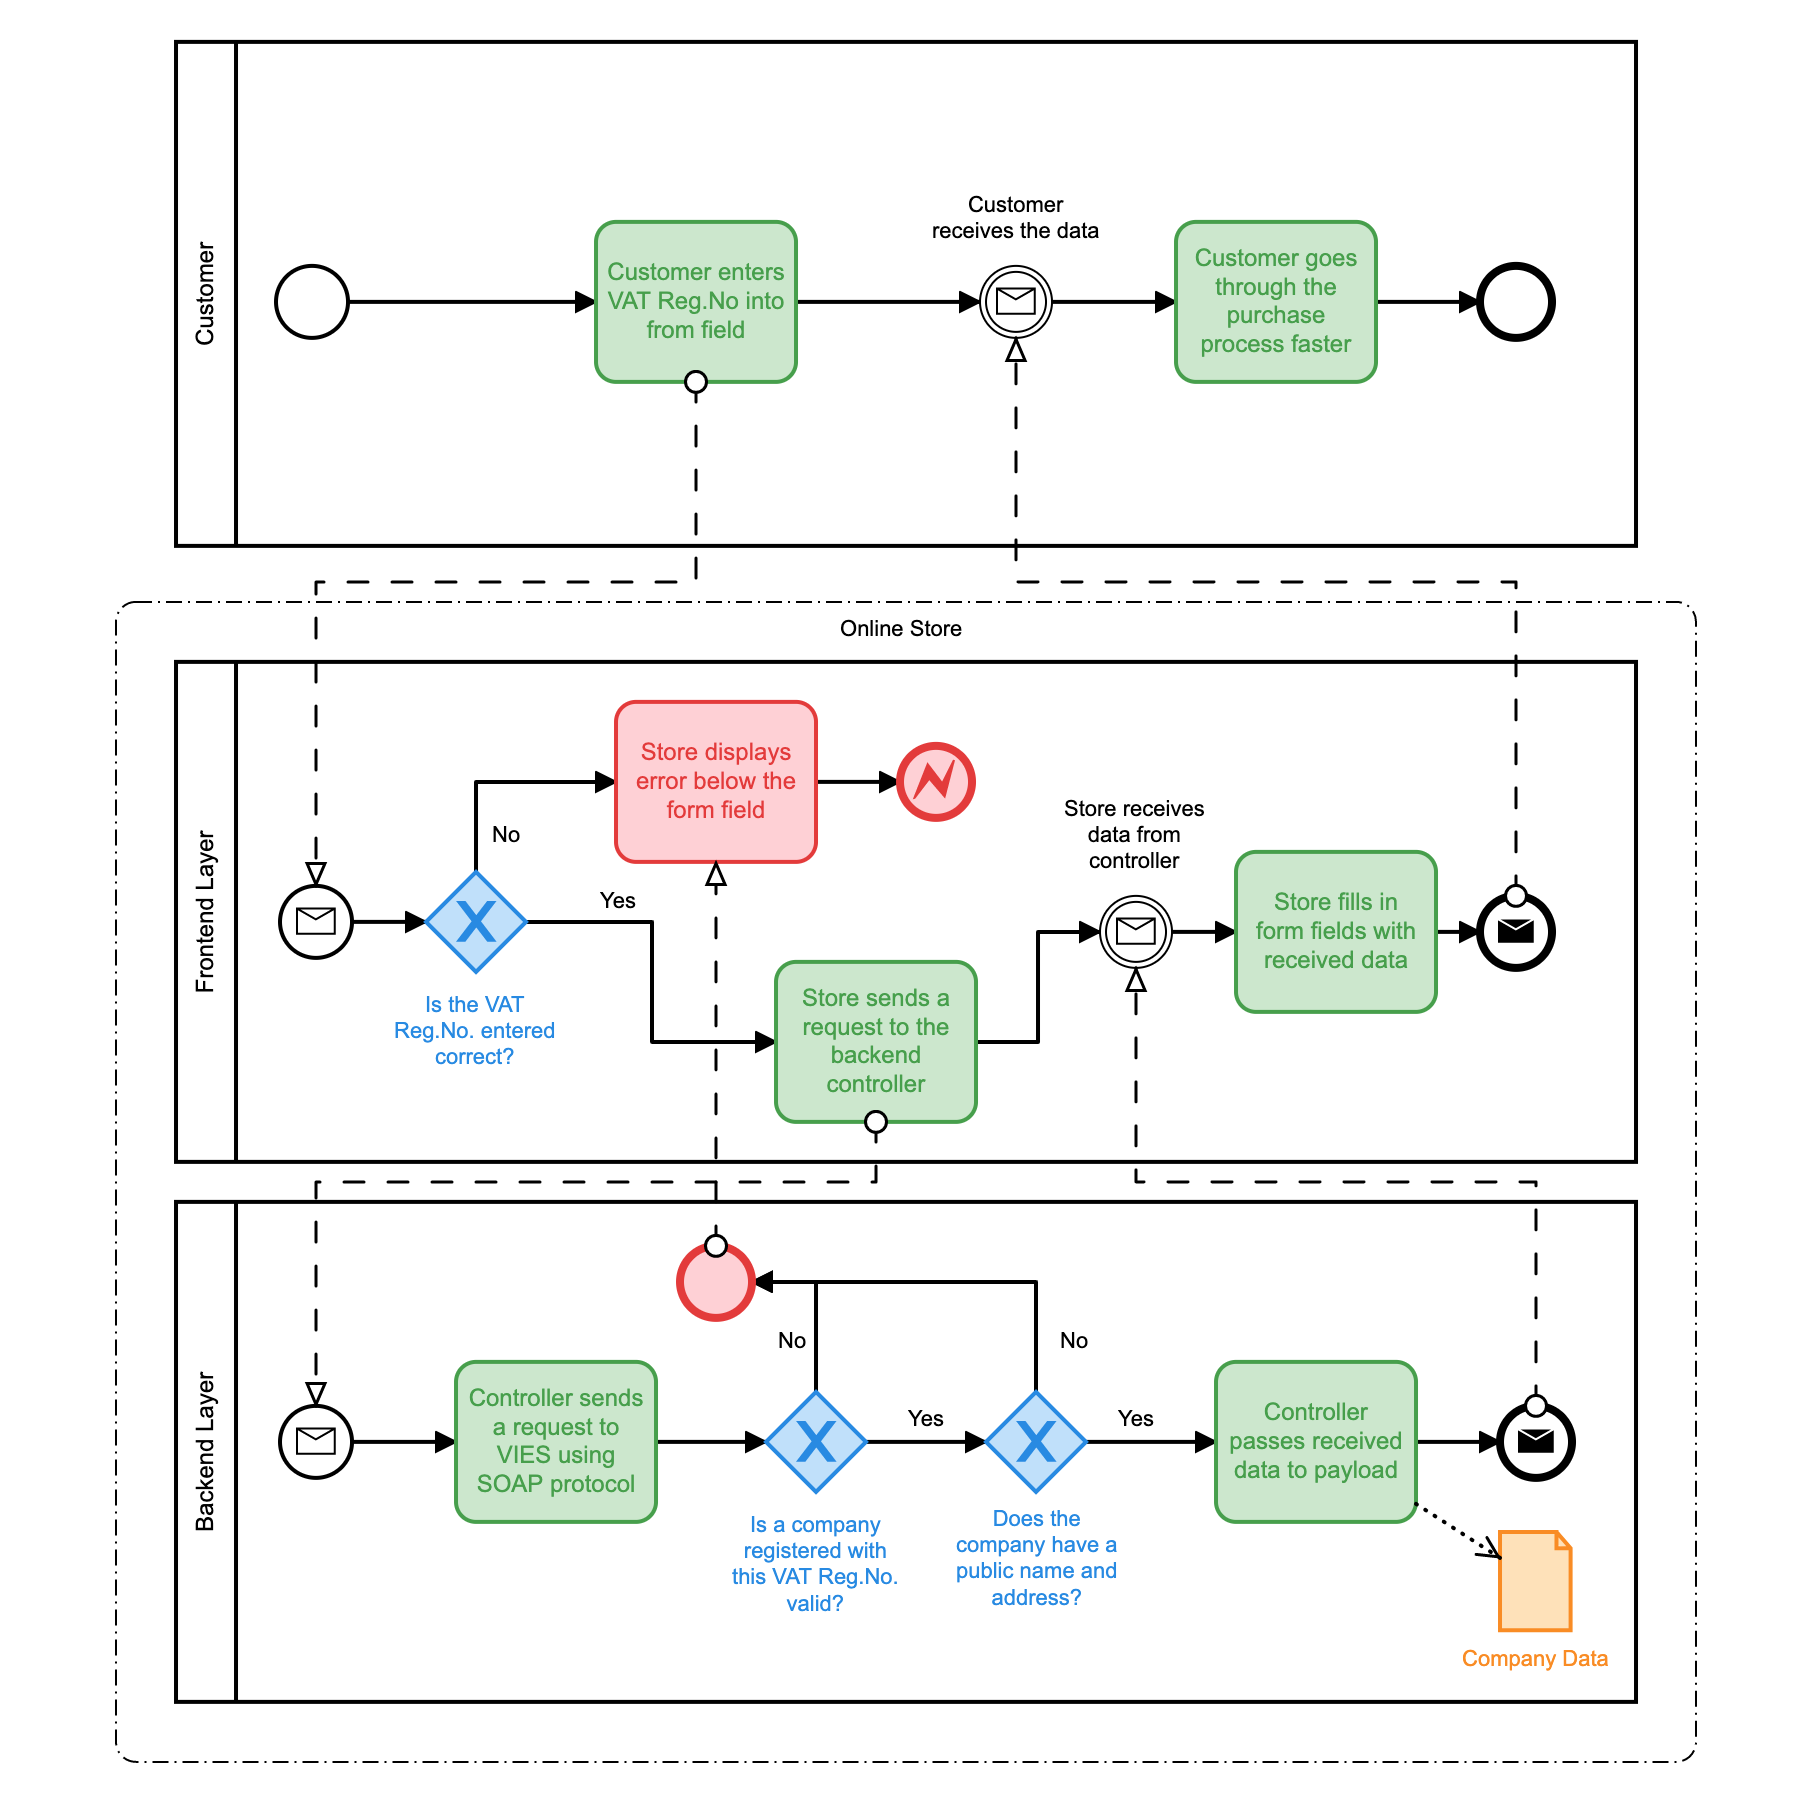 Customer
Customer enters
VAT Reg.No into
from field
Customer
receives the data
Customer goes
through the
purchase
process faster
Online Store
Frontend Layer
Is the VAT
Reg.No. entered
correct?
No
Yes
Store displays
error below the
form field
Store sends a
request to the
backend
controller
Store receives
data from
controller
Store fills in
form fields with
received data
Backend Layer
Controller sends
a request to
VIES using
SOAP protocol
No
X
Is a company
registered with
this VAT Reg.No.
valid?
Yes
No
X
Does the
company have a
public name and
address?
Yes
Controller
passes received
data to payload
Company Data